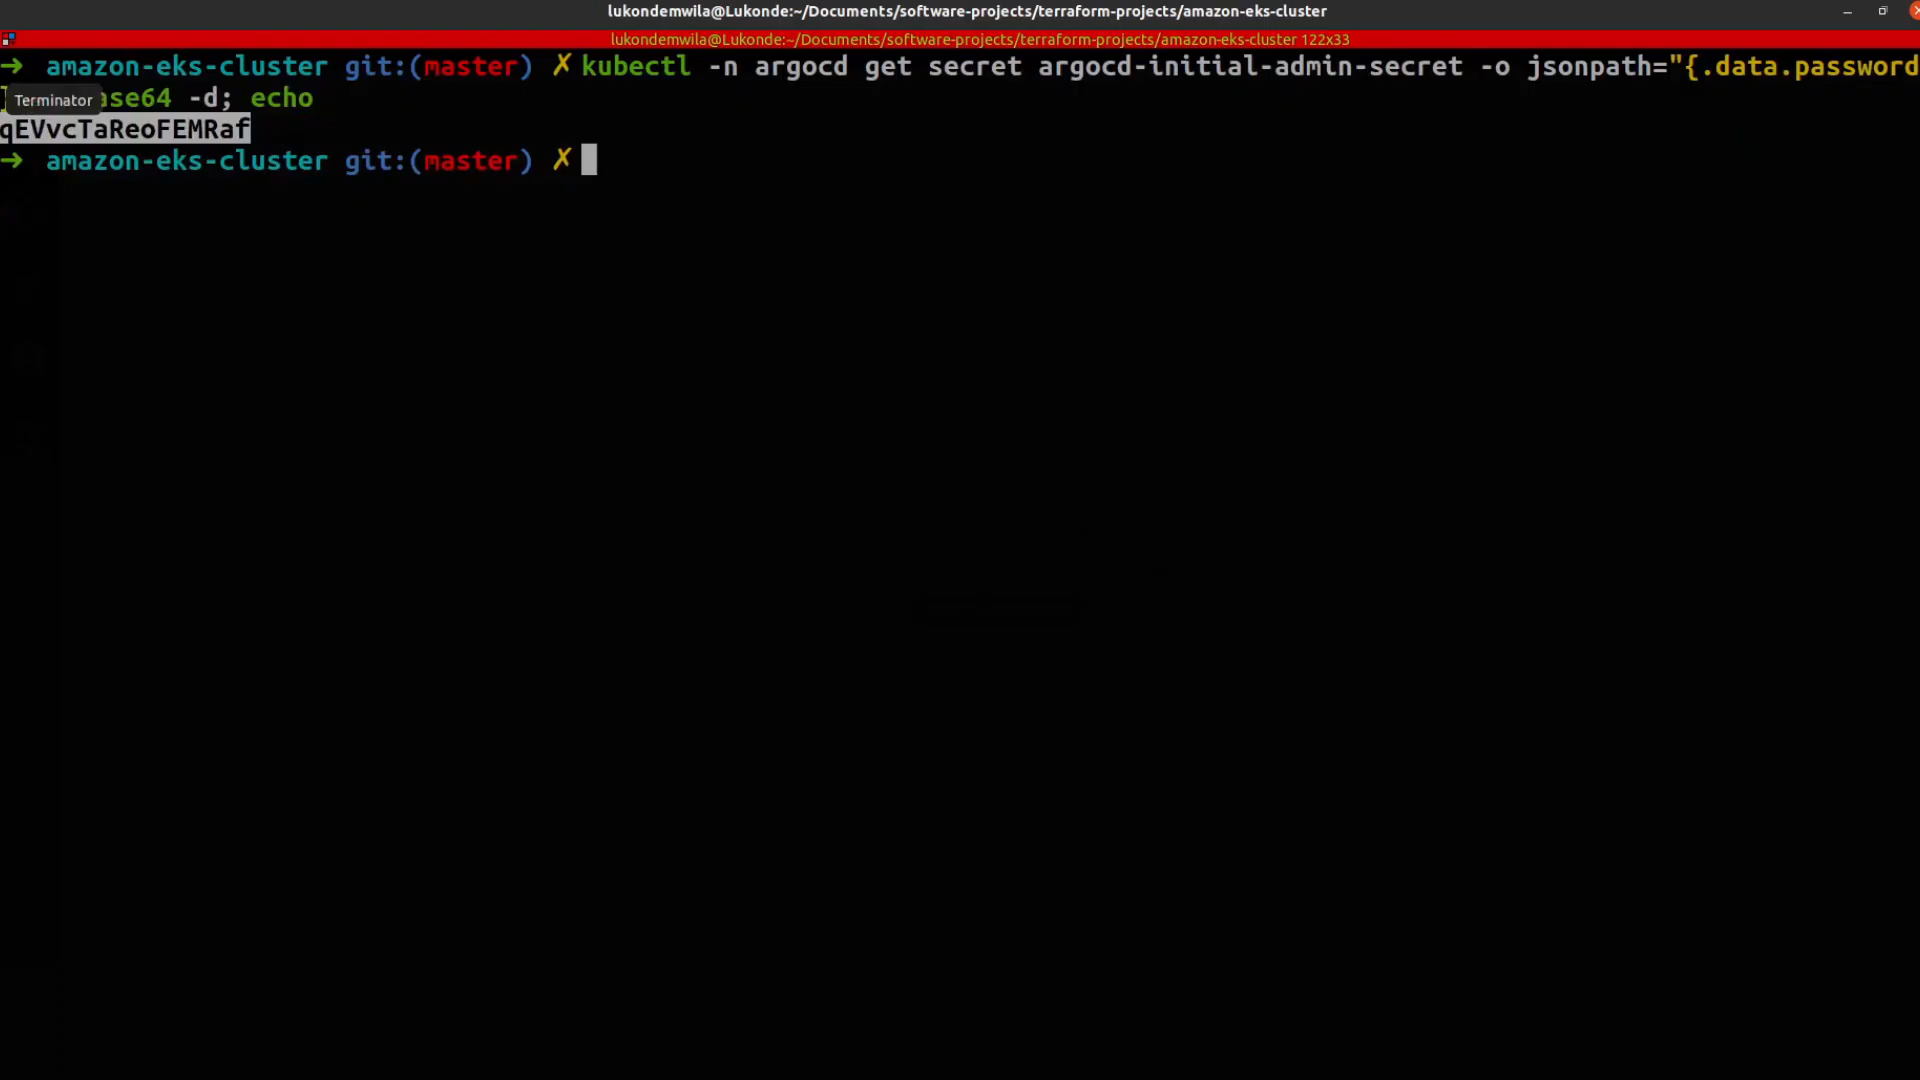 lukondemwila@Lukonde:~/Documents/software-projects/terraform-projects/amazon-eks-cluster
lukondemwila@Lukonde:~/Documents/software-projects/terraform-projects/amazon-eks-cluster 122x33
→ amazon-eks-cluster git:(master) ✗ kubectl -n argocd get secret argocd-initial-admin-secret -o jsonpath="{.data.password
Terminator
ase64 -d; echo
qEVvcTaReoFEMRaf
→ amazon-eks-cluster git:(master) ✗